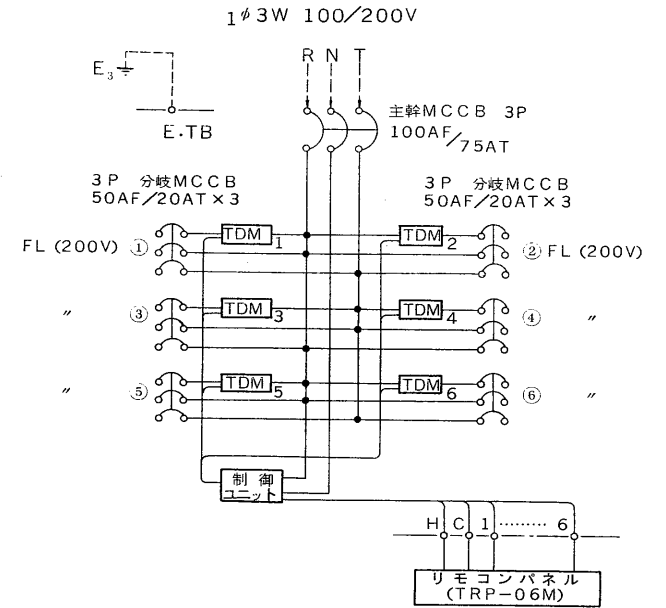 1φ3W 100/200V
R N T
E3
E.TB
主幹MCCB 3P
100AF/75AT
3P 分岐MCCB
50AF/20AT×3
3P 分岐MCCB
50AF/20AT×3
FL(200V) ① TDM 1 TDM 2 ② FL(200V)
〃 ③ TDM 3 TDM 4 ④ 〃
〃 ⑤ TDM 5 TDM 6 ⑥ 〃
制御
ユニット
H C 1 ········· 6
リモコンパネル
(TRP-06M)